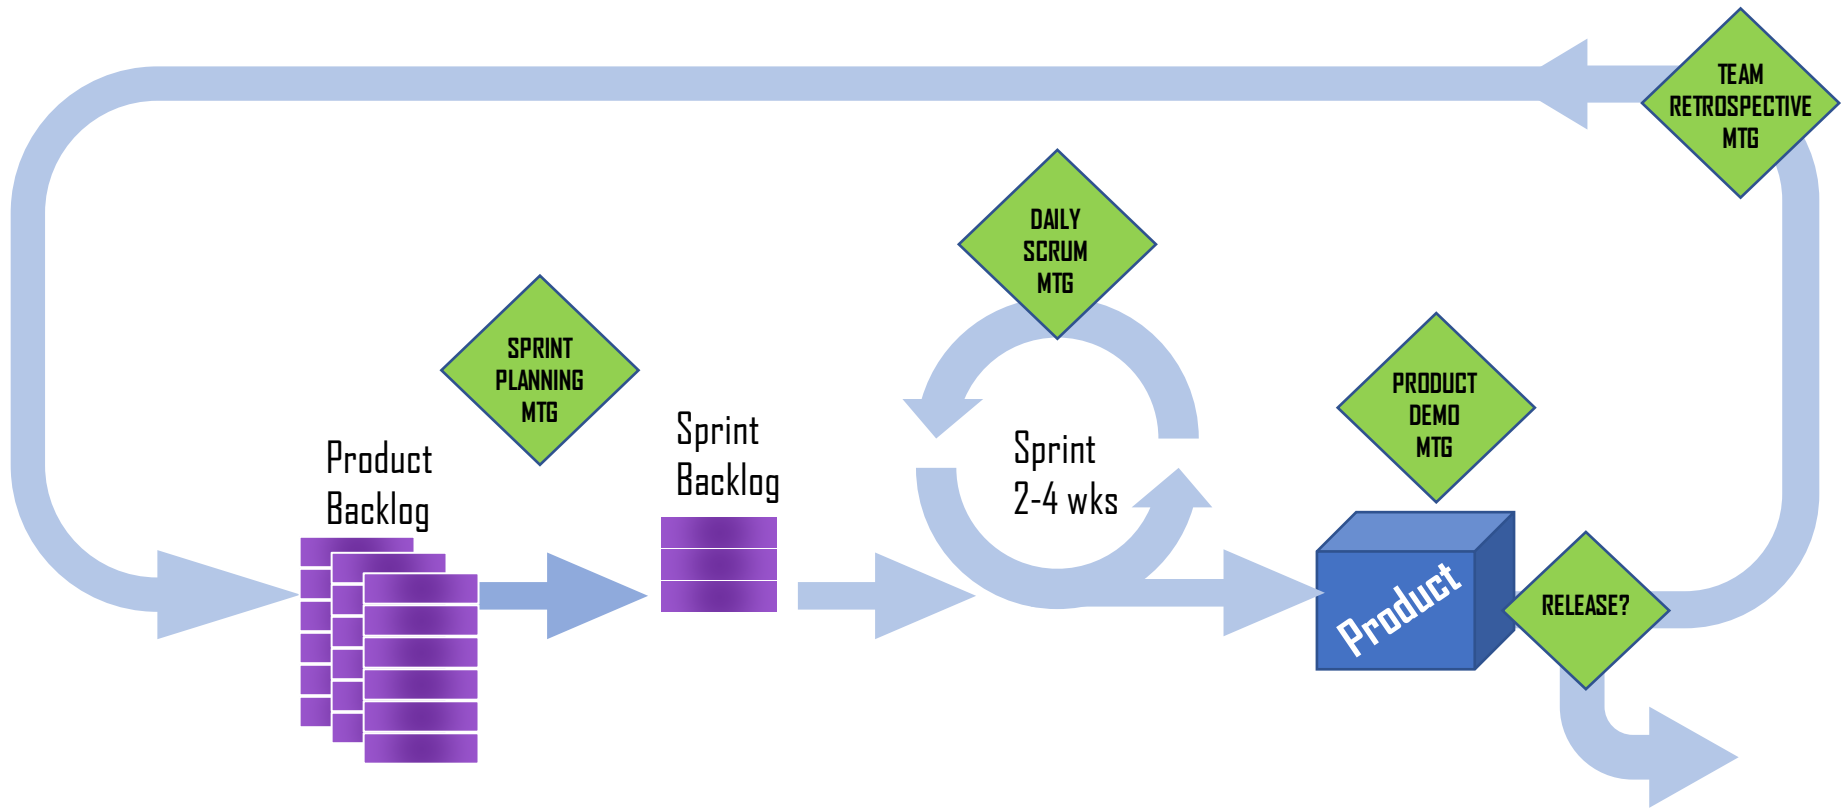 TEAM
RETROSPECTIVE
MTG
DAILY
SCRUM
MTG
SPRINT
PLANNING
MTG
Product
Backlog
Sprint
Backlog
Sprint
2-4 wks
PRODUCT
DEMO
MTG
Product
RELEASE?